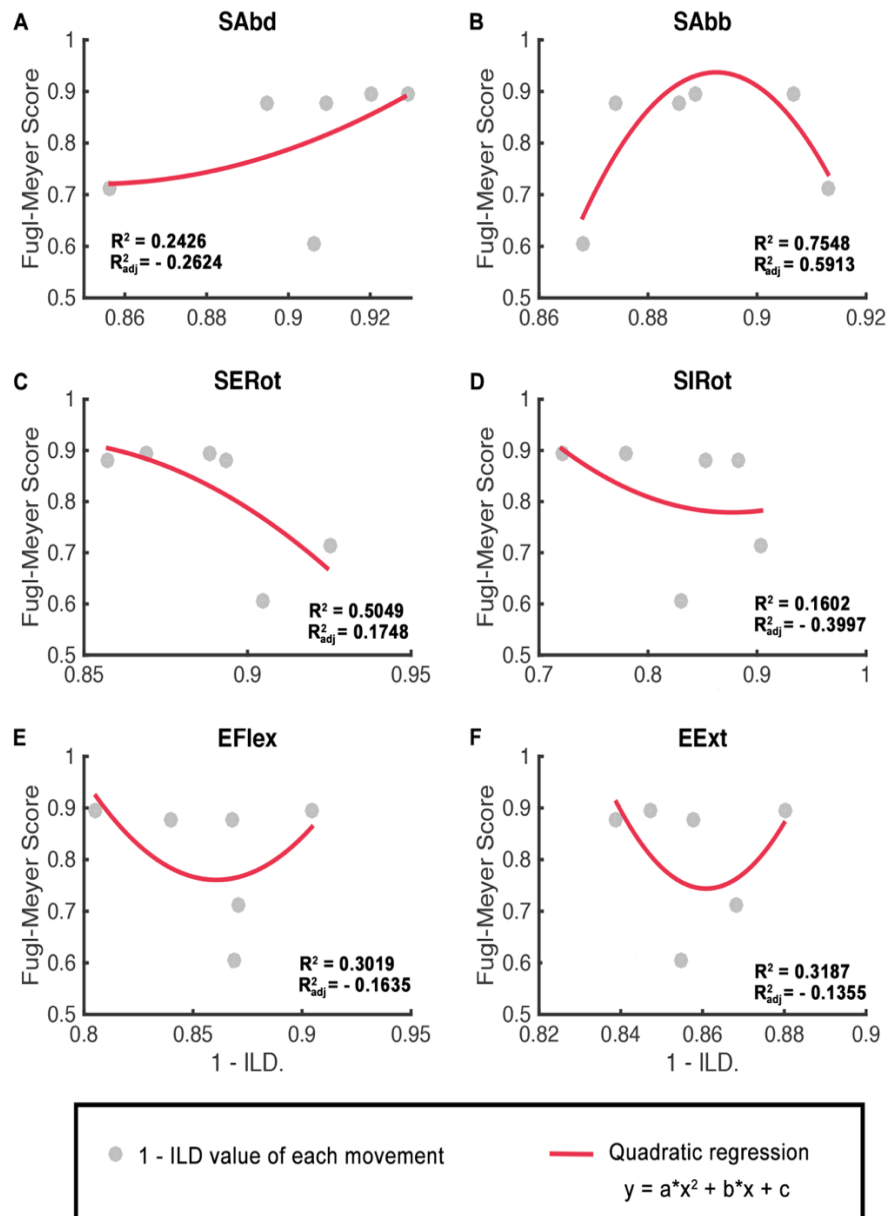 A SAbd
Fugl-Meyer Score
1
0.9
0.8
0.7
0.6
0.5
0.86 0.88 0.9 0.92
R² = 0.2426
R²adj = - 0.2624
B SAbb
Fugl-Meyer Score
1
0.9
0.8
0.7
0.6
0.5
0.86 0.88 0.9 0.92
R² = 0.7548
R²adj = 0.5913
C SERot
Fugl-Meyer Score
1
0.9
0.8
0.7
0.6
0.5
0.85 0.9 0.95
R² = 0.5049
R²adj = 0.1748
D SIRot
Fugl-Meyer Score
1
0.9
0.8
0.7
0.6
0.5
0.7 0.8 0.9 1
R² = 0.1602
R²adj = - 0.3997
E EFlex
Fugl-Meyer Score
1
0.9
0.8
0.7
0.6
0.5
0.8 0.85 0.9 0.95
R² = 0.3019
R²adj = - 0.1635
1 - ILD.
F EExt
Fugl-Meyer Score
1
0.9
0.8
0.7
0.6
0.5
0.82 0.84 0.86 0.88 0.9
R² = 0.3187
R²adj = - 0.1355
1 - ILD.
1 - ILD value of each movement
Quadratic regression
y = a*x² + b*x + c